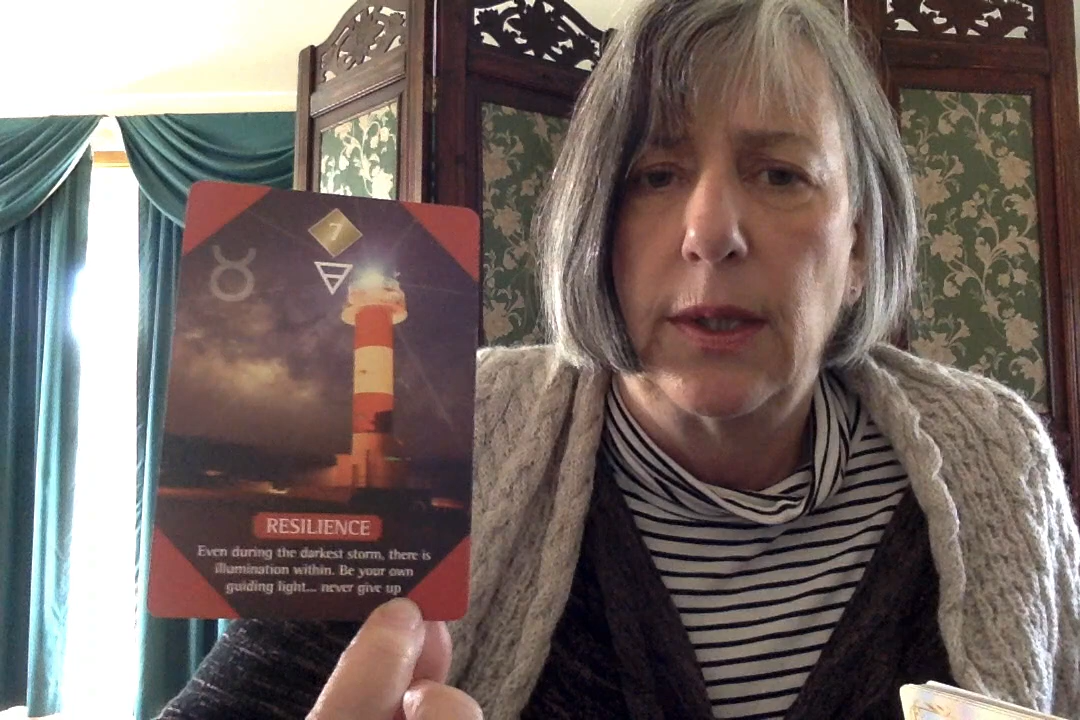 7
RESILIENCE
Even during the darkest storm, there is
illumination within. Be your own
guiding light... never give up